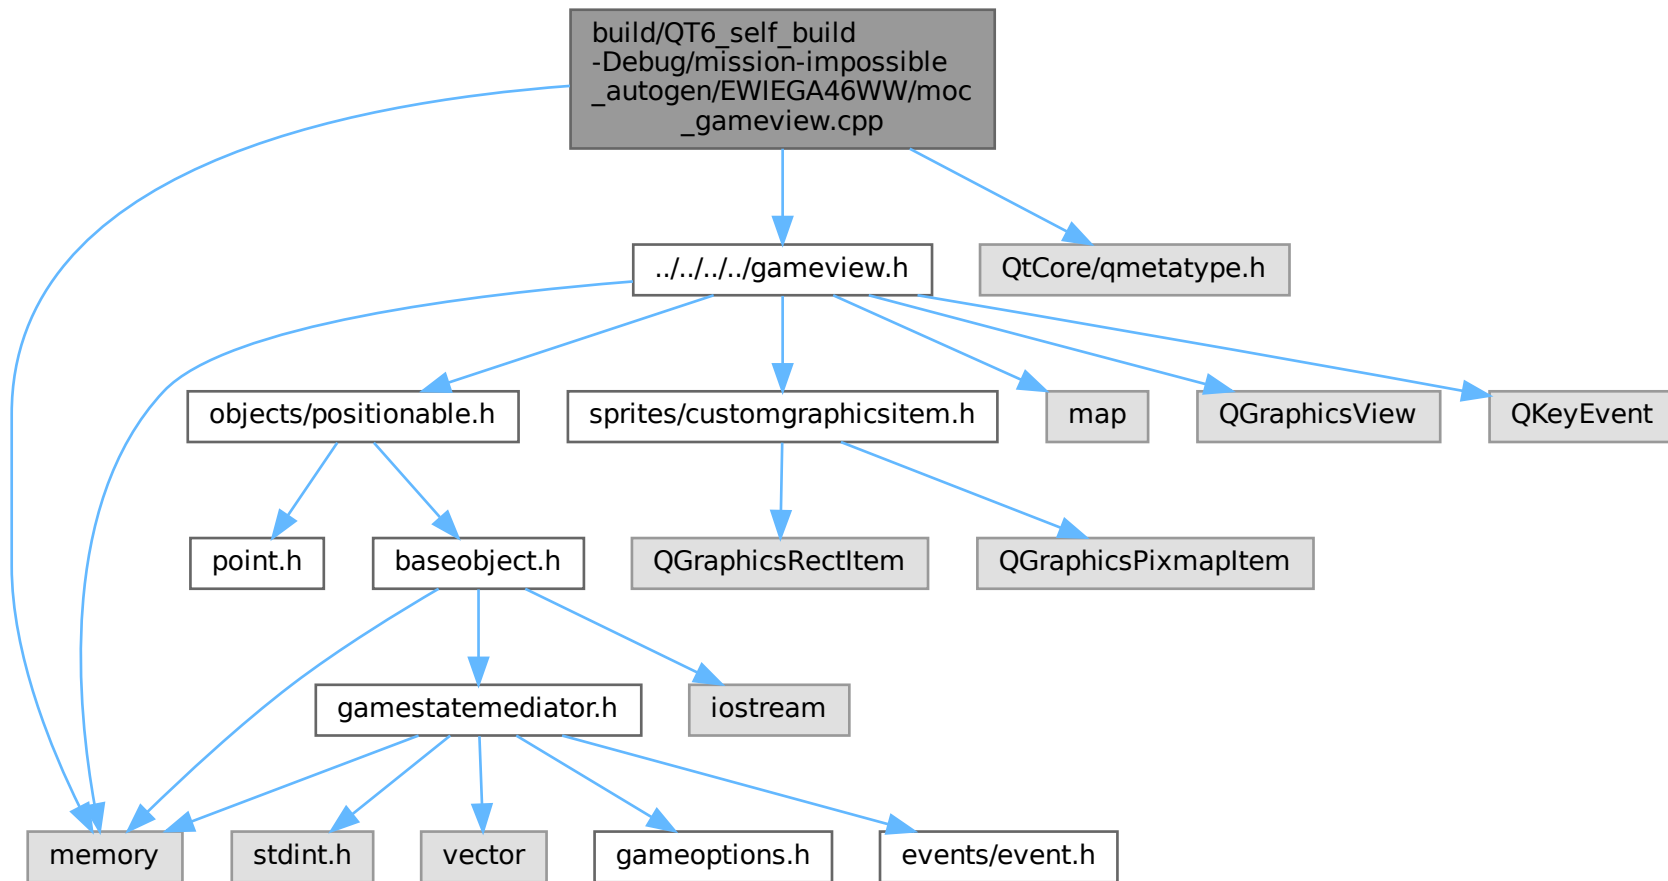 build/QT6_self_build
-Debug/mission-impossible
_autogen/EWIEGA46WW/moc
_gameview.cpp
../../../../gameview.h
QtCore/qmetatype.h
objects/positionable.h
sprites/customgraphicsitem.h
map
QGraphicsView
QKeyEvent
point.h
baseobject.h
QGraphicsRectItem
QGraphicsPixmapItem
gamestatemediator.h
iostream
memory
stdint.h
vector
gameoptions.h
events/event.h